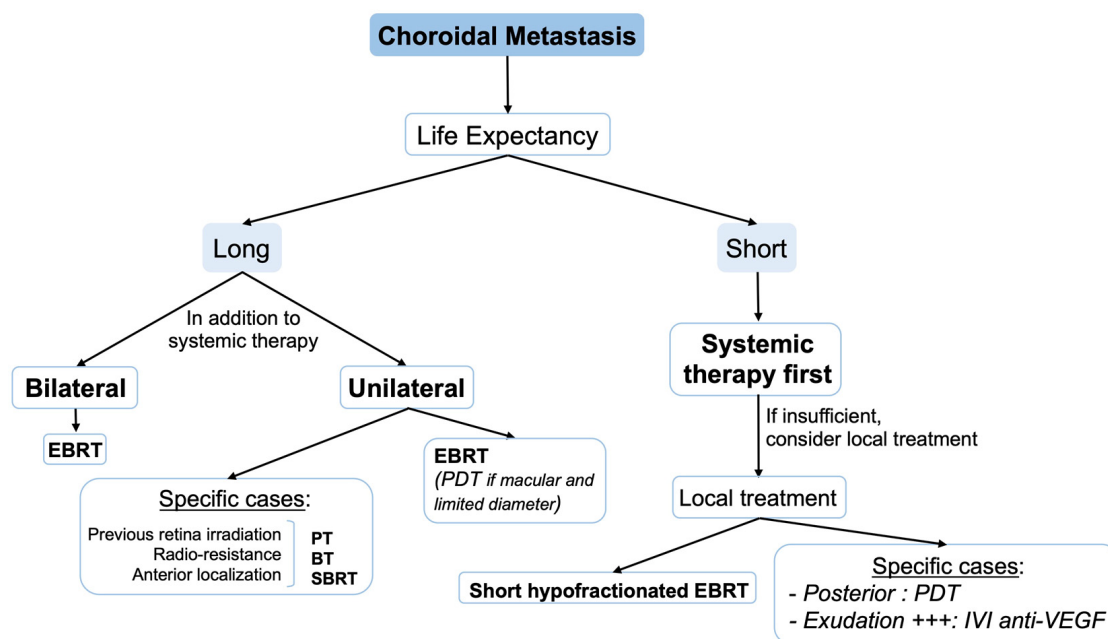 Choroidal Metastasis
Life Expectancy
Long
Short
In addition to
systemic therapy
Bilateral
Unilateral
Systemic
therapy first
EBRT
EBRT
(PDT if macular and
limited diameter)
If insufficient,
consider local treatment
Specific cases:
Previous retina irradiation
Radio-resistance
Anterior localization
PT
BT
SBRT
Local treatment
Short hypofractionated EBRT
Specific cases:
- Posterior : PDT
- Exudation +++: IVI anti-VEGF